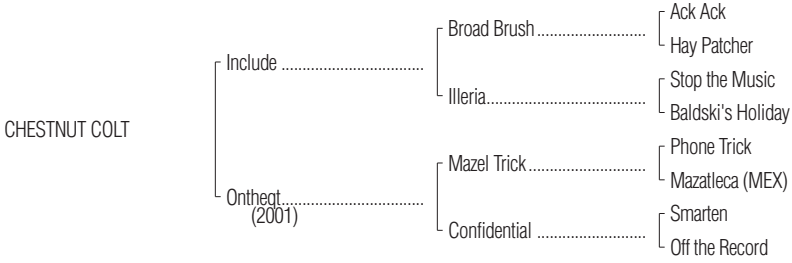 Ack Ack
Broad Brush ..........................
Hay Patcher
Include ..................................
Stop the Music
Illeria......................................
Baldski's Holiday
CHESTNUT COLT
Phone Trick
Mazel Trick............................
Mazatleca (MEX)
Ontheqt..................................
(2001)
Smarten
Confidential ..........................
Off the Record